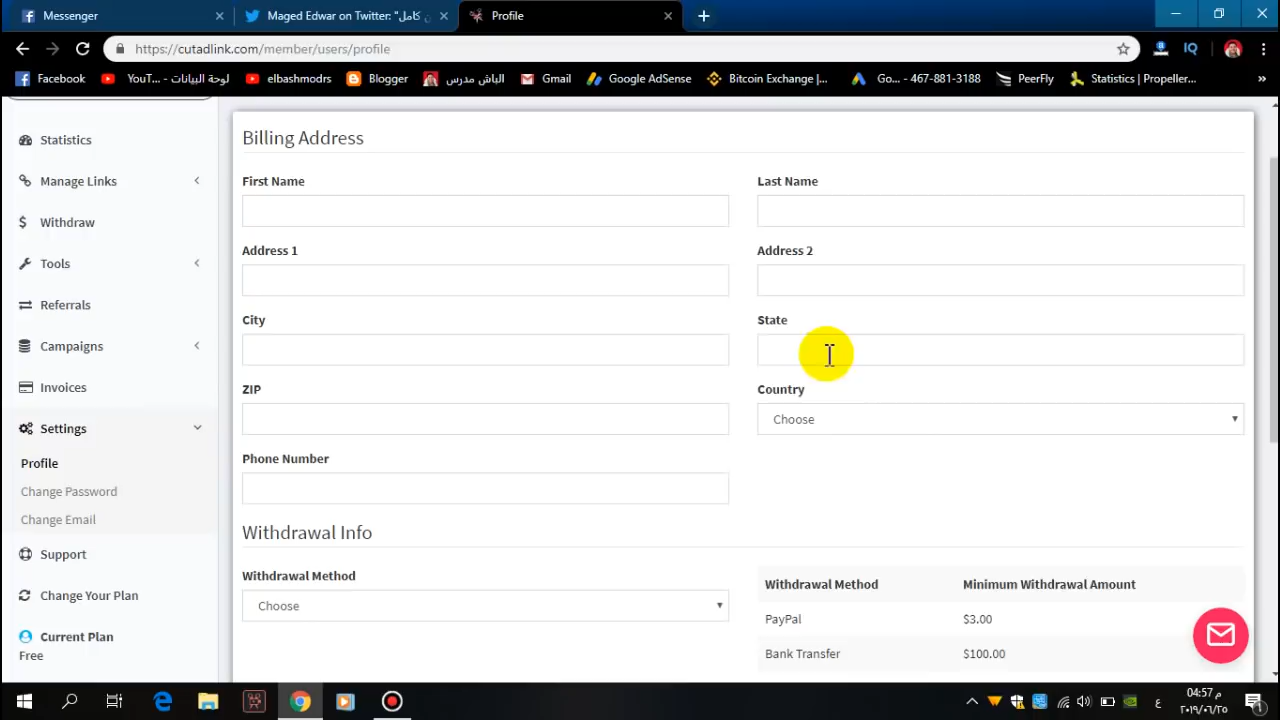 Messenger
Maged Edwar on Twitter: "ن كامل
Profile
https://cutadlink.com/member/users/profile
Facebook
YouT... - لوحة البيانات
elbashmodrs
Blogger
الباش مدرس
Gmail
Google AdSense
Bitcoin Exchange |...
Go... - 467-881-3188
PeerFly
Statistics | Propeller...
»
Statistics
Manage Links
Withdraw
Tools
Referrals
Campaigns
Invoices
Settings
Profile
Change Password
Change Email
Support
Change Your Plan
Current Plan
Free
Billing Address
First Name
Last Name
Address 1
Address 2
City
State
ZIP
Country
Choose
Phone Number
Withdrawal Info
Withdrawal Method
Choose
Withdrawal Method Minimum Withdrawal Amount
PayPal $3.00
Bank Transfer $100.00
ع
04:57 م
٢٠١٩/٠٦/٢٥